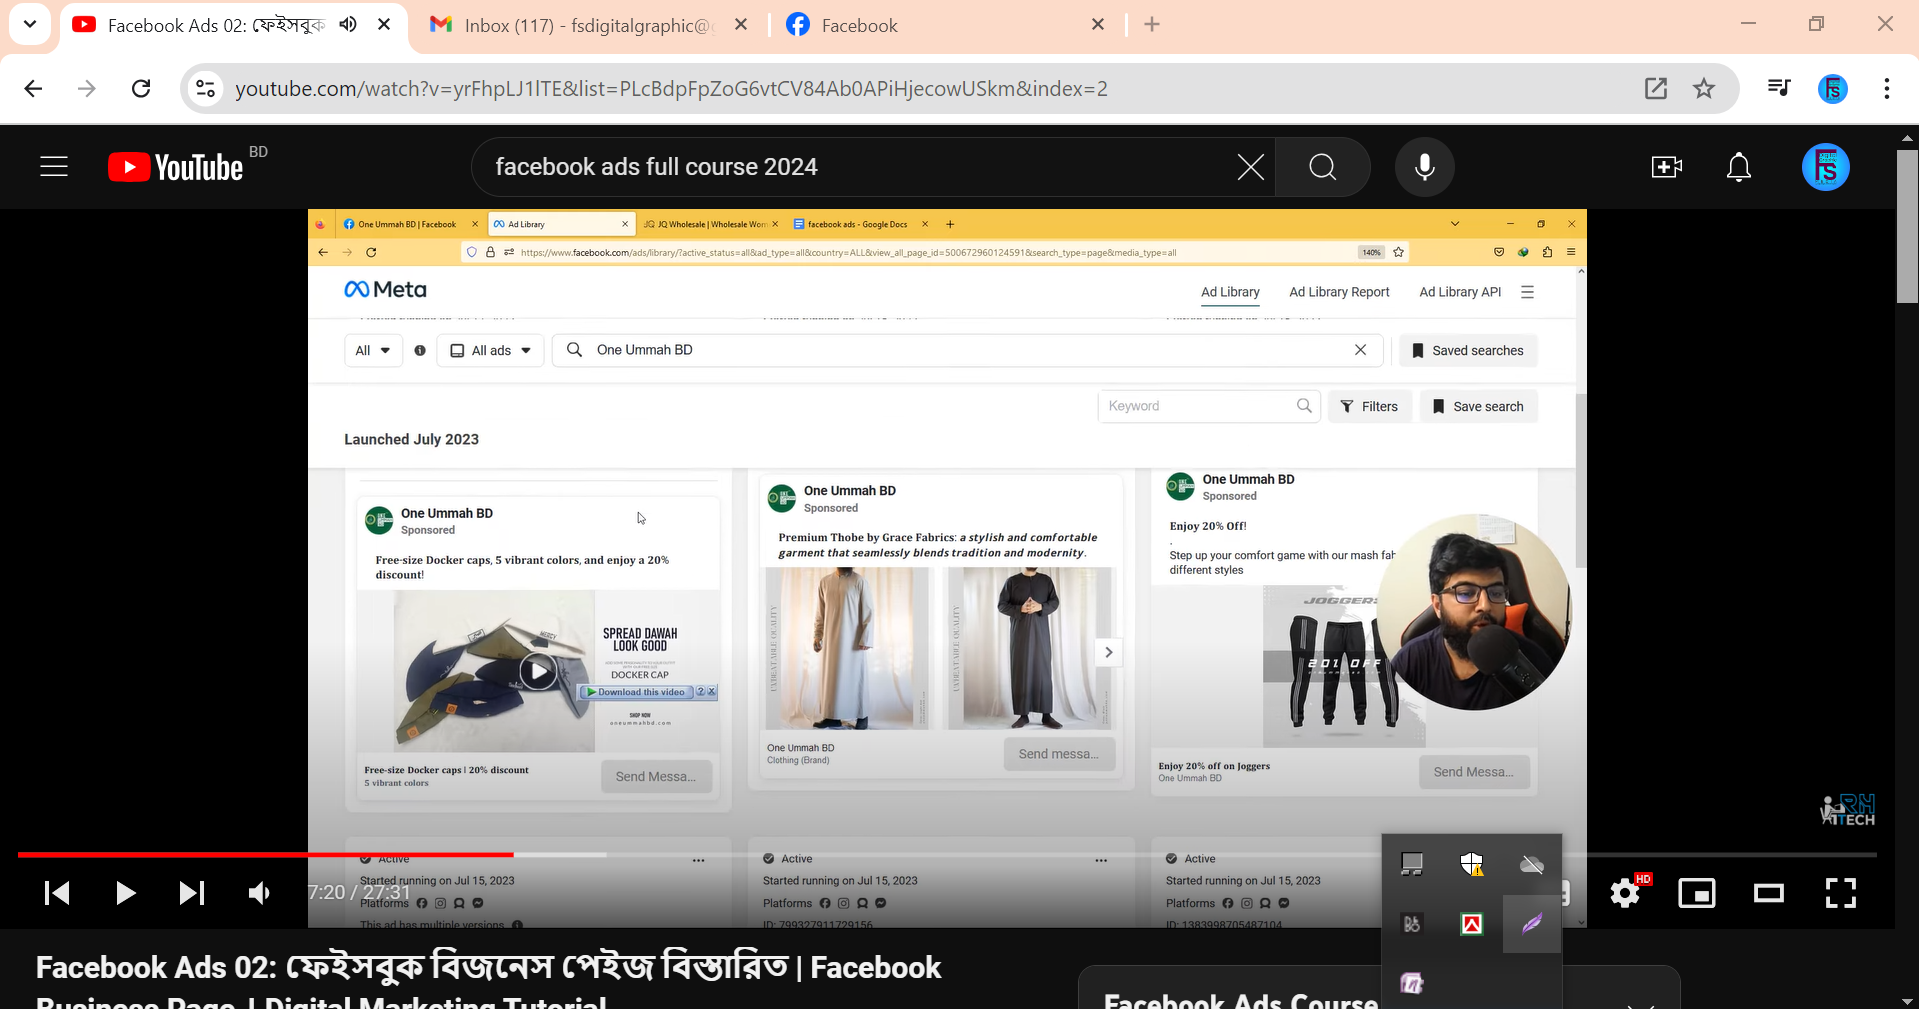 Facebook Ads 02: ফেইসবুক
Inbox (117) - fsdigitalgraphic@
Facebook
youtube.com/watch?v=yrFhpLJ1lTE&list=PLcBdpFpZoG6vtCV84Ab0APiHjecowUSkm&index=2
YouTube BD
facebook ads full course 2024
One Ummah BD | Facebook
Ad Library
JQ JQ Wholesale | Wholesale Wom
facebook ads - Google Docs
https://www.facebook.com/ads/library/?active_status=all&ad_type=all&country=ALL&view_all_page_id=500672960124591&search_type=page&media_type=all
140%
Meta
Ad Library
Ad Library Report
Ad Library API
All
All ads
One Ummah BD
Saved searches
Keyword
Filters
Save search
Launched July 2023
One Ummah BD
Sponsored
Free-size Docker caps, 5 vibrant colors, and enjoy a 20%
discount!
SPREAD DAWAH
LOOK GOOD
DOCKER CAP
Download this video
SHOP NOW
oneummahbd.com
Free-size Docker caps | 20% discount
5 vibrant colors
Send Messa...
One Ummah BD
Sponsored
Premium Thobe by Grace Fabrics: a stylish and comfortable
garment that seamlessly blends tradition and modernity.
UNBEATABLE QUALITY
UNBEATABLE QUALITY
One Ummah BD
Clothing (Brand)
Send messa...
One Ummah BD
Sponsored
Enjoy 20% Off!
.
Step up your comfort game with our mash fab
different styles
JOGGERS
20% OFF
Enjoy 20% off on Joggers
One Ummah BD
Send Messa...
RH
TECH
Active
Started running on Jul 15, 2023
Platforms
This ad has multiple versions
Active
Started running on Jul 15, 2023
Platforms
ID: 799327911729156
Active
Started running on Jul 15, 2023
Platforms
ID: 1383998705487104
7:20 / 27:31
HD
Facebook Ads 02: ফেইসবুক বিজনেস পেইজ বিস্তারিত | Facebook
Business Page | Digital Marketing Tutorial
Facebook Ads Course